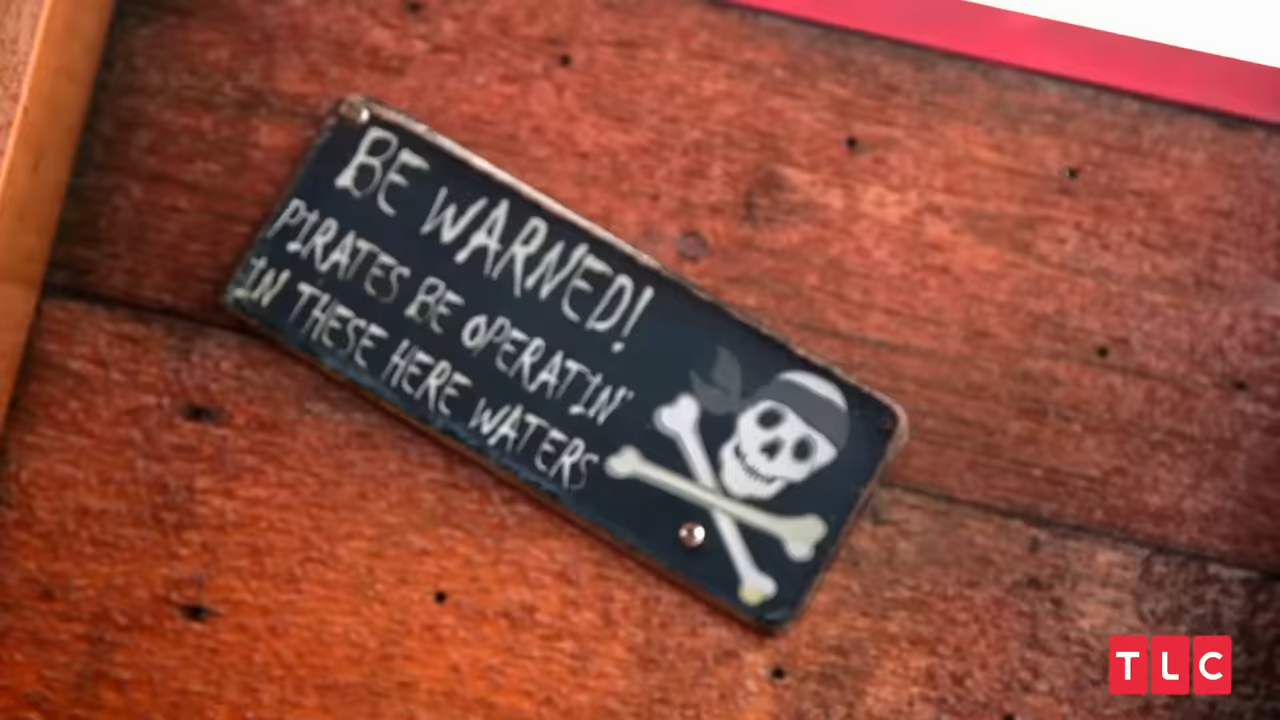 BE WARNED!
PIRATES BE OPERATIN'
IN THESE HERE WATERS
TLC